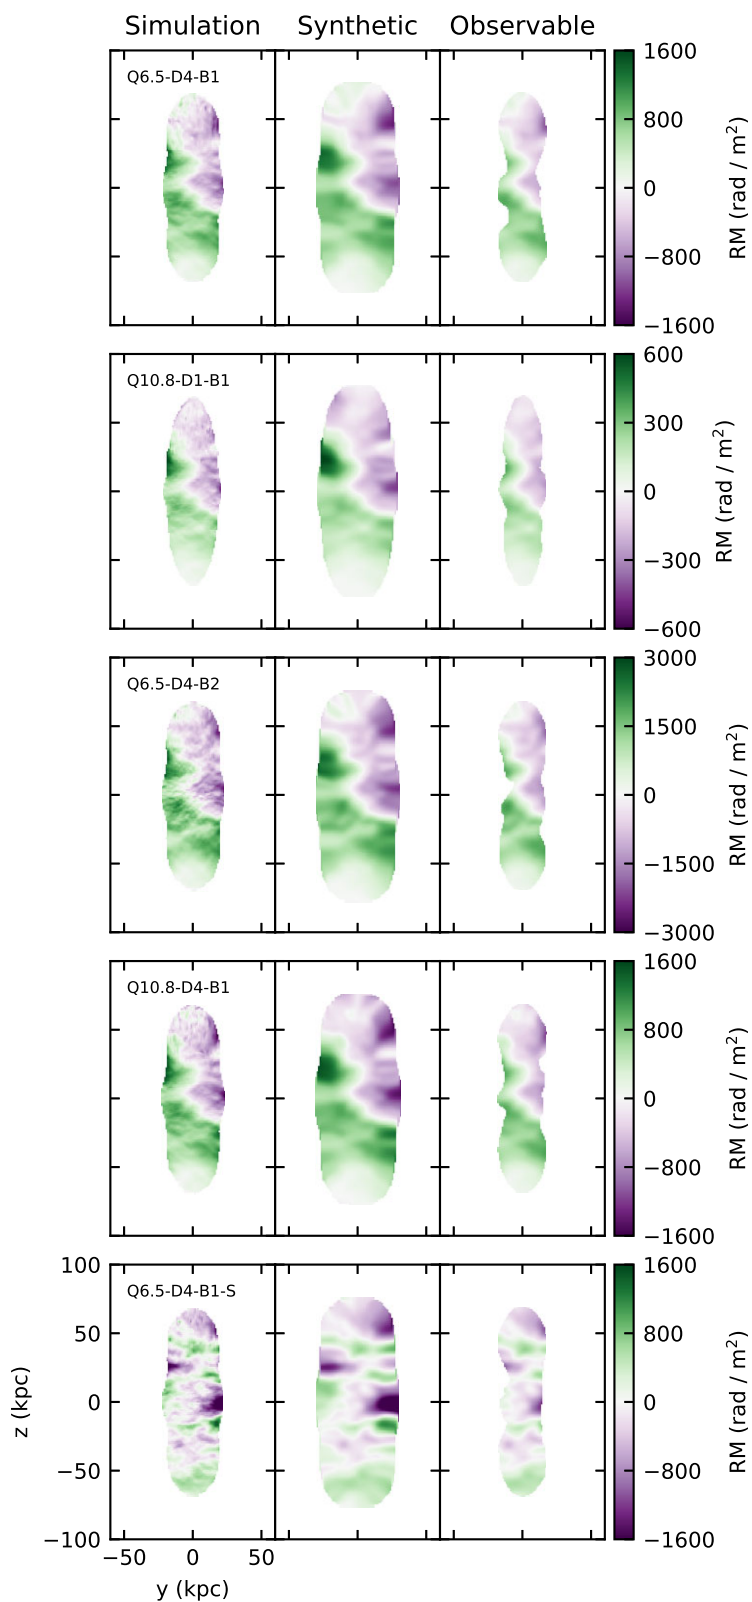 Simulation Synthetic Observable
Q6.5-D4-B1
1600
800
0
−800
−1600
RM (rad / m²)
Q10.8-D1-B1
600
300
0
−300
−600
RM (rad / m²)
Q6.5-D4-B2
3000
1500
0
−1500
−3000
RM (rad / m²)
Q10.8-D4-B1
1600
800
0
−800
−1600
RM (rad / m²)
Q6.5-D4-B1-S
100
50
0
−50
−100
z (kpc)
−50 0 50
y (kpc)
1600
800
0
−800
−1600
RM (rad / m²)